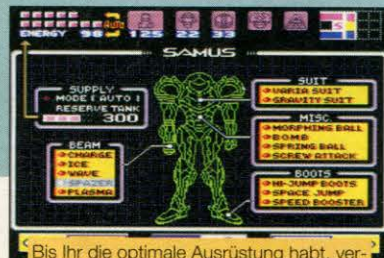 ENERGY 98 AUTO 125 22 33
SAMUS
SUPPLY
MODE [AUTO]
RESERVE TANK
300
BEAM
CHARGE
ICE
WAVE
SPAZER
PLASMA
SUIT
VARIA SUIT
GRAVITY SUIT
MISC.
MORPHING BALL
BOMB
SPRING BALL
SCREW ATTACK
BOOTS
HI-JUMP BOOTS
SPACE JUMP
SPEED BOOSTER
Bis Ihr die optimale Ausrüstung habt, ver-